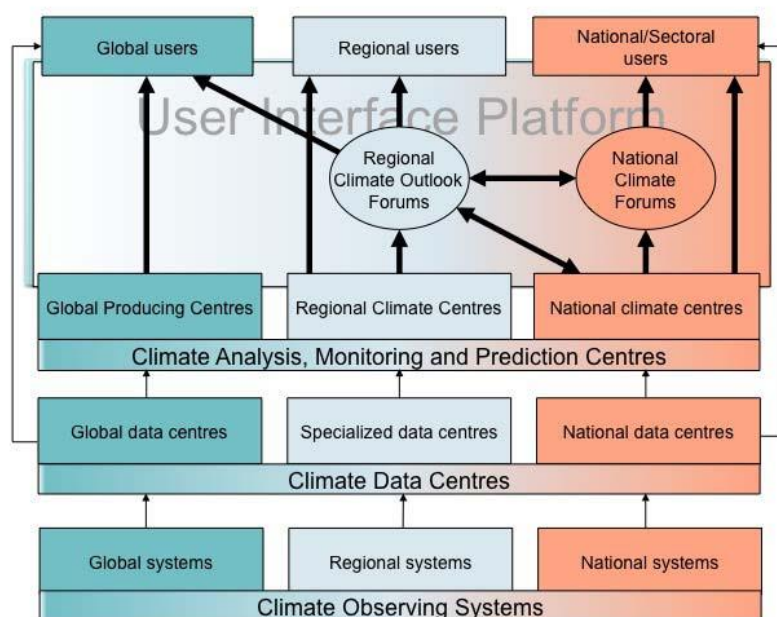 Global users
Regional users
National/Sectoral
users
User Interface Platform
Regional
Climate Outlook
Forums
National
Climate
Forums
Global Producing Centres
Regional Climate Centres
National climate centres
Climate Analysis, Monitoring and Prediction Centres
Global data centres
Specialized data centres
National data centres
Climate Data Centres
Global systems
Regional systems
National systems
Climate Observing Systems